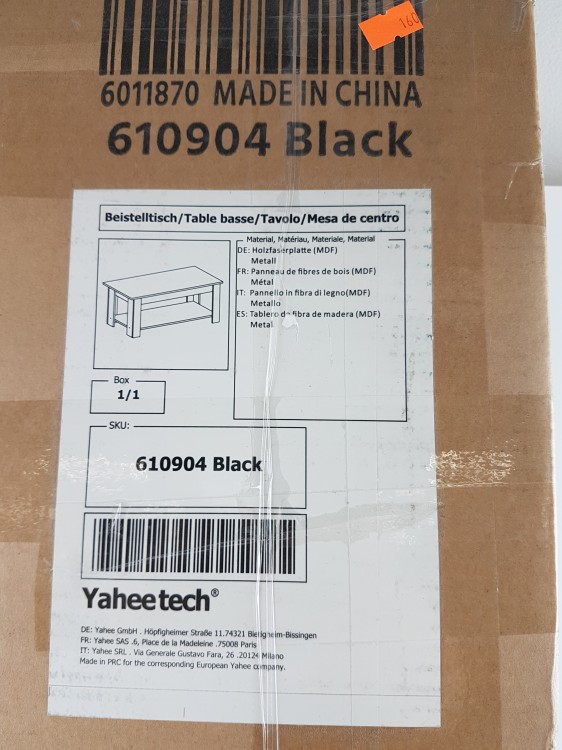 160
6011870 MADE IN CHINA
610904 Black
Beistelltisch/Table basse/Tavolo/Mesa de centro
Material, Matériau, Materiale, Material
DE: Holzfaserplatte (MDF)
Metall
FR: Panneau de fibres de bois (MDF)
Métal
IT: Pannello in fibra di legno(MDF)
Metallo
ES: Tablero de fibra de madera (MDF)
Metal
Box
1/1
SKU:
610904 Black
Yaheetech®
DE: Yahee GmbH . Höpfigheimer Straße 11.74321 Bietigheim-Bissingen
FR: Yahee SAS .6, Place de la Madeleine .75008 Paris
IT: Yahee SRL . Via Generale Gustavo Fara, 26 .20124 Milano
Made in PRC for the corresponding European Yahee company.